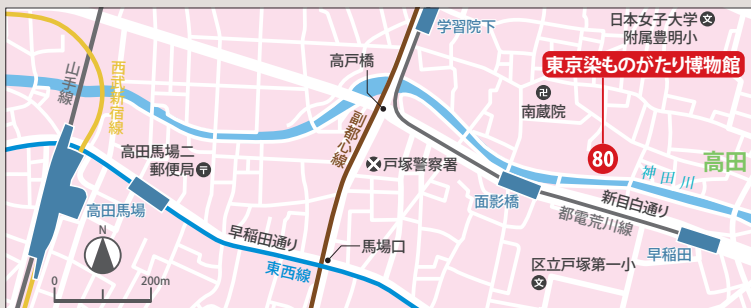 学習院下
日本女子大学
附属豊明小
高戸橋
東京染ものがたり博物館
山手線
西武新宿線
副都心線
南蔵院
高田馬場二
郵便局
戸塚警察署
80
高田
神田川
面影橋
新目白通り
都電荒川線
高田馬場
早稲田通り
早稲田
N
馬場口
東西線
区立戸塚第一小
0
200m